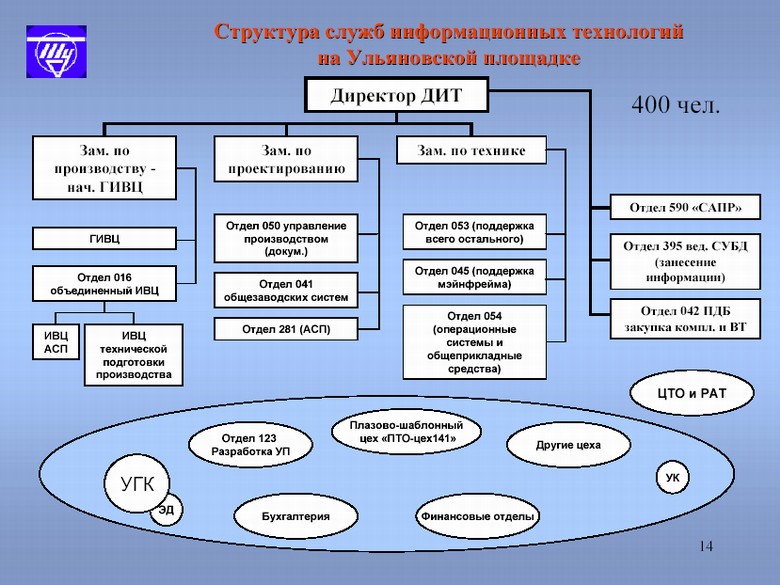 Структура служб информационных технологий
на Ульяновской площадке
Директор ДИТ
400 чел.
Зам. по
производству -
нач. ГИВЦ
Зам. по
проектированию
Зам. по технике
ГИВЦ
Отдел 016
объединенный ИВЦ
ИВЦ
АСП
ИВЦ
технической
подготовки
производства
Отдел 050 управление
производством
(докум.)
Отдел 041
общезаводских систем
Отдел 281 (АСП)
Отдел 053 (поддержка
всего остального)
Отдел 045 (поддержка
мэйнфрейма)
Отдел 054
(операционные
системы и
общеприкладные
средства)
Отдел 590 «САПР»
Отдел 395 вед. СУБД
(занесение
информации)
Отдел 042 ПДБ
закупка компл. и ВТ
ЦТО и РАТ
Отдел 123
Разработка УП
Плазово-шаблонный
цех «ПТО-цех141»
Другие цеха
УГК
ЭД
УК
Бухгалтерия
Финансовые отделы
14